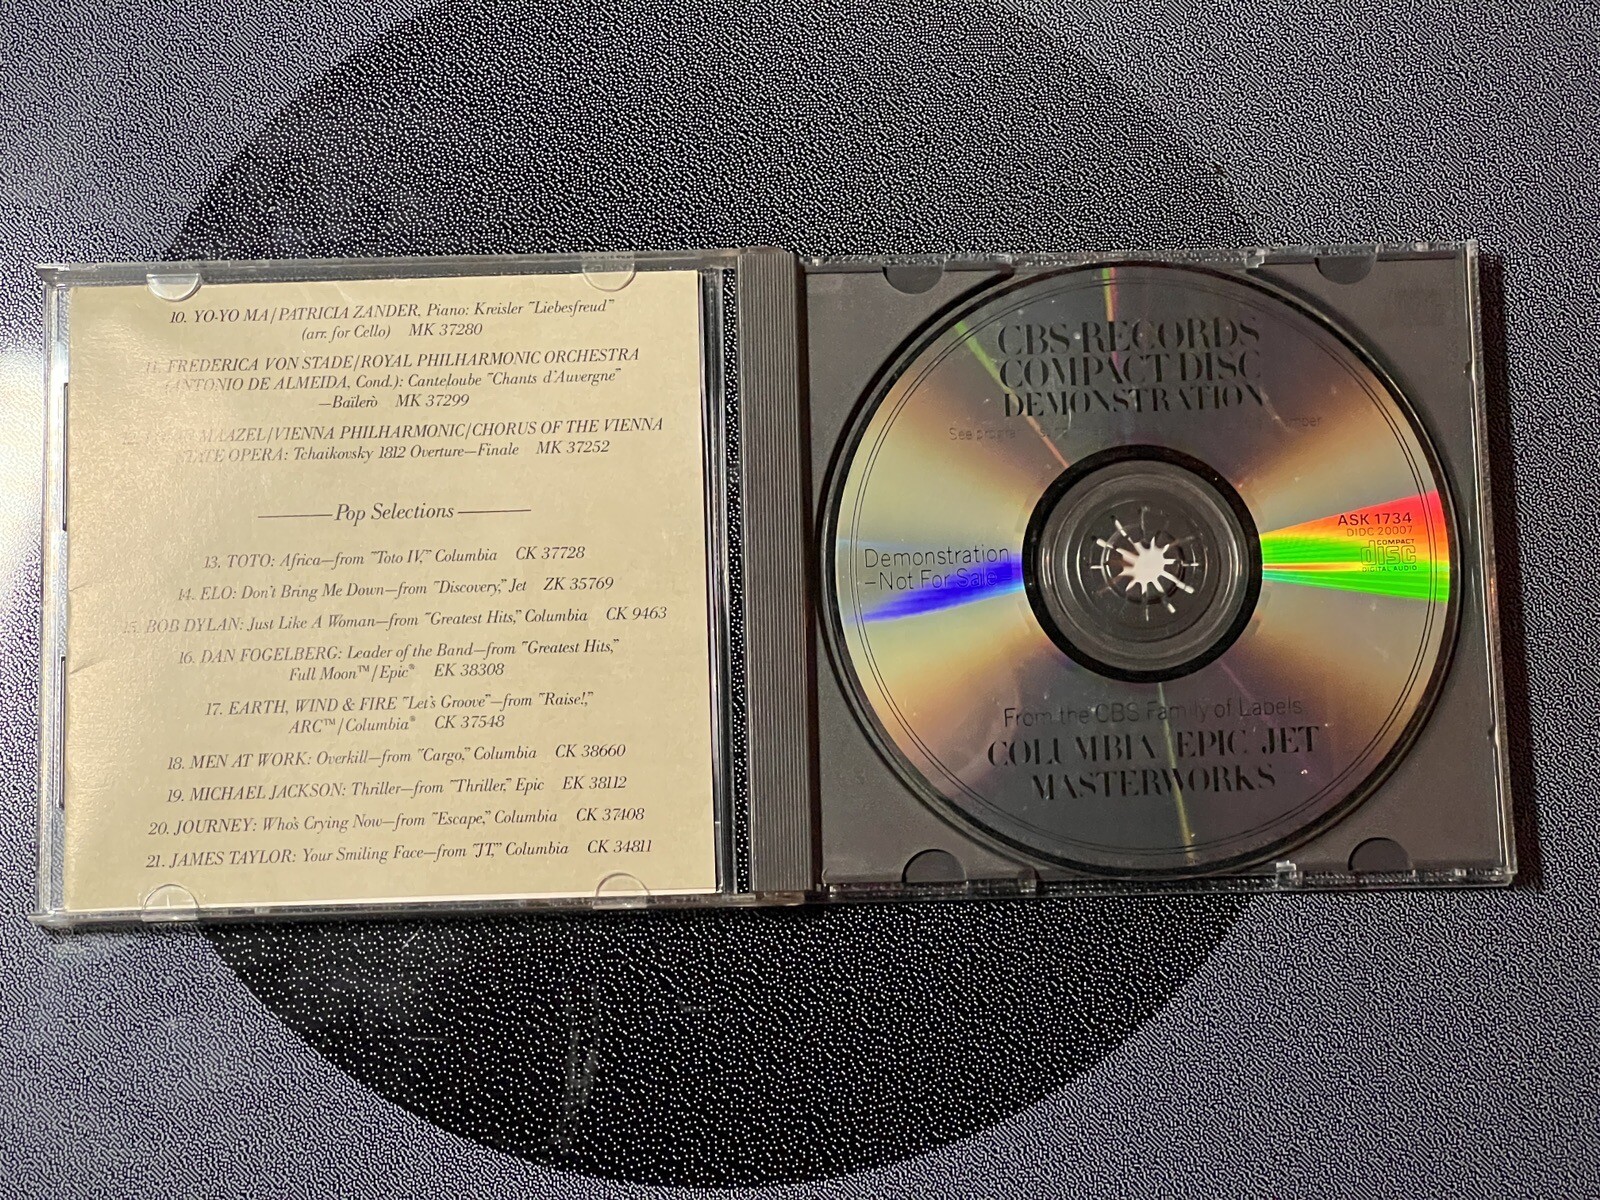 10. YO-YO MA/PATRICIA ZANDER, Piano: Kreisler "Liebesfreud"
(arr. for Cello) MK 37280
11. FREDERICA VON STADE/ROYAL PHILHARMONIC ORCHESTRA
(ANTONIO DE ALMEIDA, Cond.): Canteloube "Chants d'Auvergne"
—Baïlerò MK 37299
MAAZEL/VIENNA PHILHARMONIC/CHORUS OF THE VIENNA
STATE OPERA: Tchaikovsky 1812 Overture—Finale MK 37252
Pop Selections
13. TOTO: Africa—from "Toto IV," Columbia CK 37728
14. ELO: Don't Bring Me Down—from "Discovery," Jet ZK 35769
15. BOB DYLAN: Just Like A Woman—from "Greatest Hits," Columbia CK 9463
16. DAN FOGELBERG: Leader of the Band—from "Greatest Hits,"
Full Moon™/Epic® EK 38308
17. EARTH, WIND & FIRE "Let's Groove"—from "Raise!,"
ARC™/Columbia® CK 37548
18. MEN AT WORK: Overkill—from "Cargo," Columbia CK 38660
19. MICHAEL JACKSON: Thriller—from "Thriller," Epic EK 38112
20. JOURNEY: Who's Crying Now—from "Escape," Columbia CK 37408
21. JAMES TAYLOR: Your Smiling Face—from "JT," Columbia CK 34811
CBS RECORDS
COMPACT DISC
DEMONSTRATION
See
ASK 1734
DIDC 20007
COMPACT
disc
DIGITAL AUDIO
Demonstration
—Not For Sale
From the CBS Family of Labels:
COLUMBIA EPIC JET
MASTERWORKS